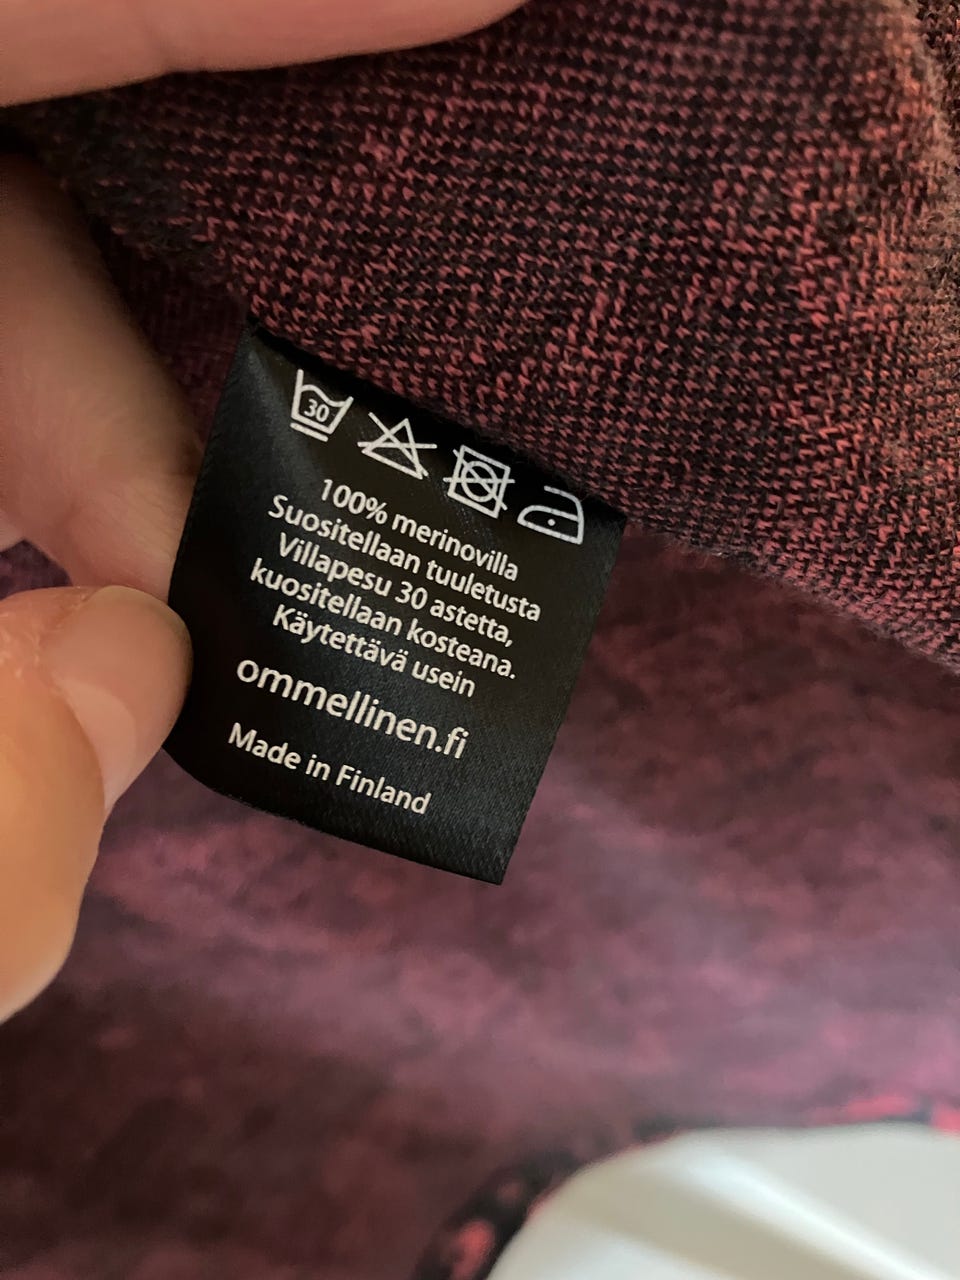 30
100% merinovilla
Suositellaan tuuletusta
Villapesu 30 astetta,
kuositellaan kosteana.
Käytettävä usein
ommellinen.fi
Made in Finland